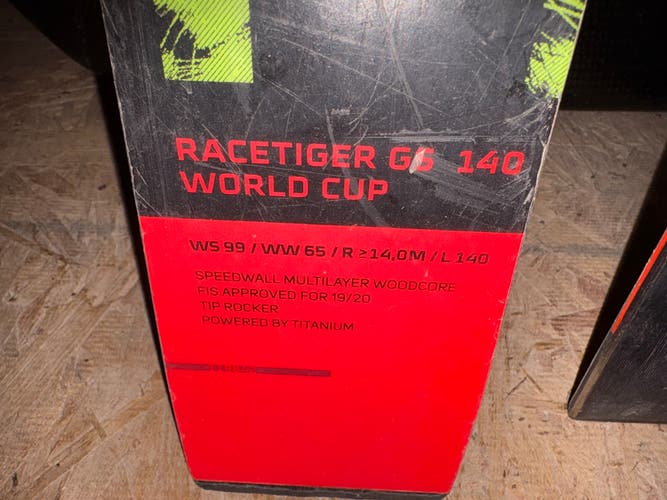 RACETIGER GS 140
WORLD CUP
WS 99 / WW 65 / R ≥14,0M / L 140
SPEEDWALL MULTILAYER WOODCORE
FIS APPROVED FOR 19/20
TIP ROCKER
POWERED BY TITANIUM